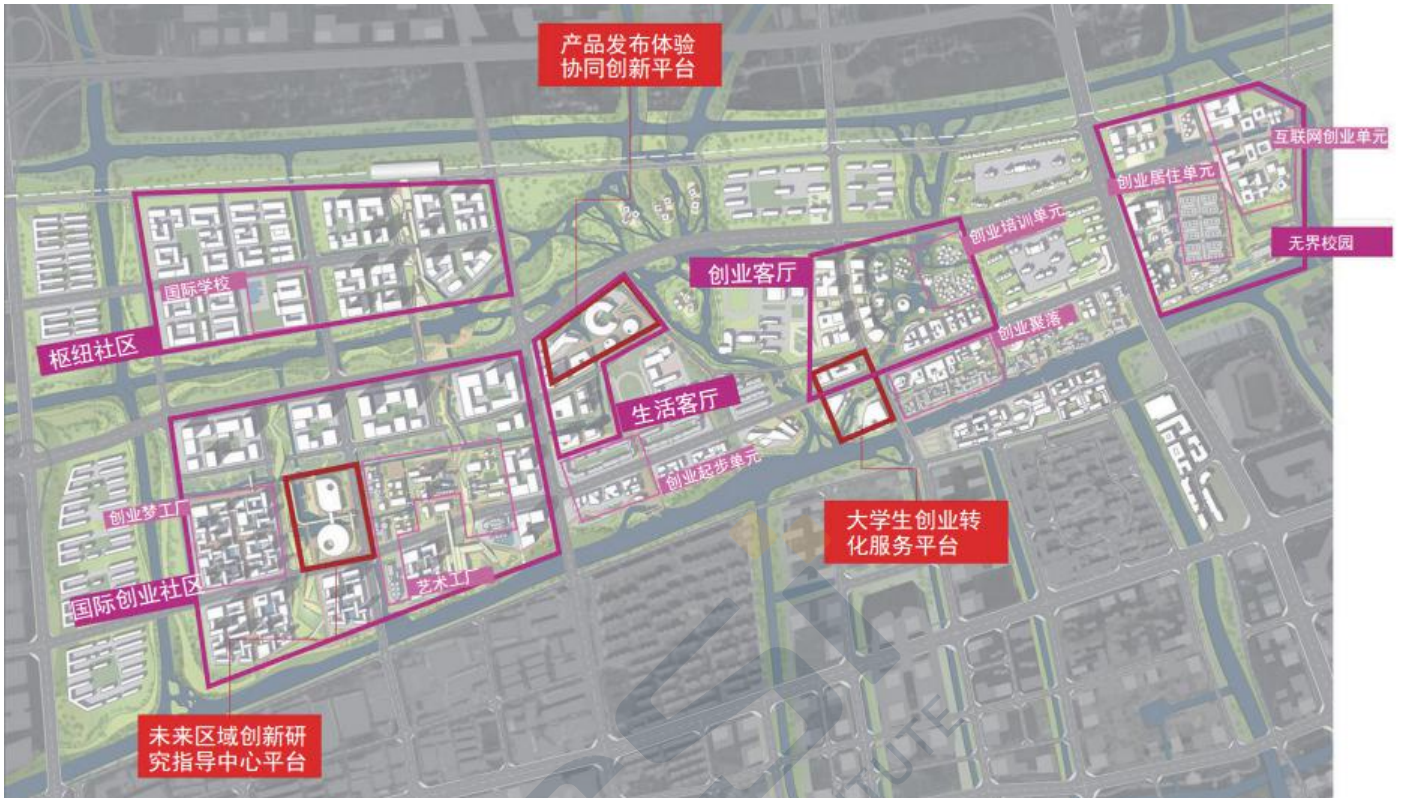 产品发布体验
协同创新平台
互联网创业单元
创业居住单元
无界校园
创业培训单元
创业客厅
国际学校
枢纽社区
创业聚落
生活客厅
创业起步单元
创业梦工厂
大学生创业转
化服务平台
艺术工厂
国际创业社区
未来区域创新研
究指导中心平台